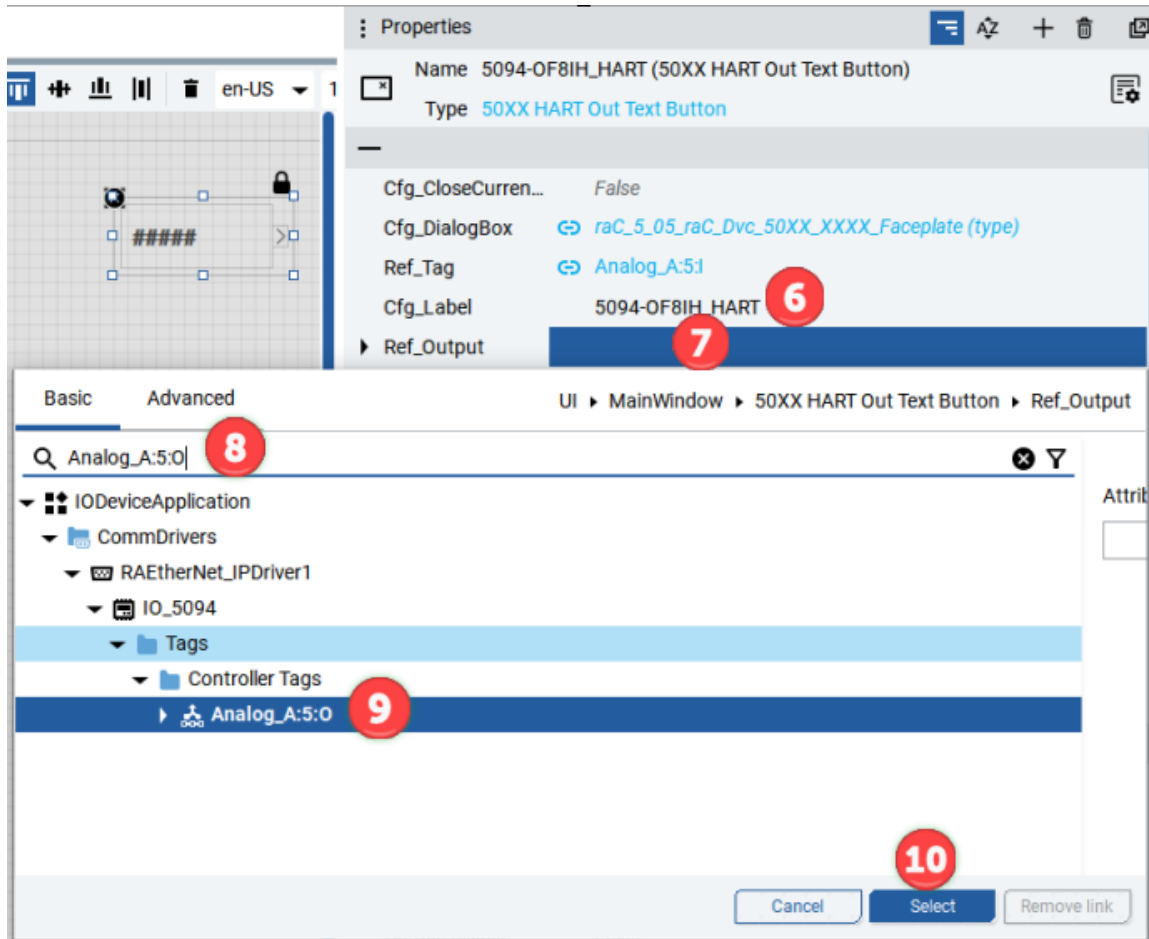 Properties
Name 5094-OF8IH_HART (50XX HART Out Text Button)
Type 50XX HART Out Text Button
en-US
1
#####
Cfg_CloseCurren... False
Cfg_DialogBox raC_5_05_raC_Dvc_50XX_XXXX_Faceplate (type)
Ref_Tag Analog_A:5:I
Cfg_Label 5094-OF8IH_HART 6
Ref_Output 7
Basic Advanced UI ▸ MainWindow ▸ 50XX HART Out Text Button ▸ Ref_Output
Analog_A:5:O 8
IODeviceApplication
Attrib
CommDrivers
RAEtherNet_IPDriver1
IO_5094
Tags
Controller Tags
Analog_A:5:O 9
10
Cancel Select Remove link